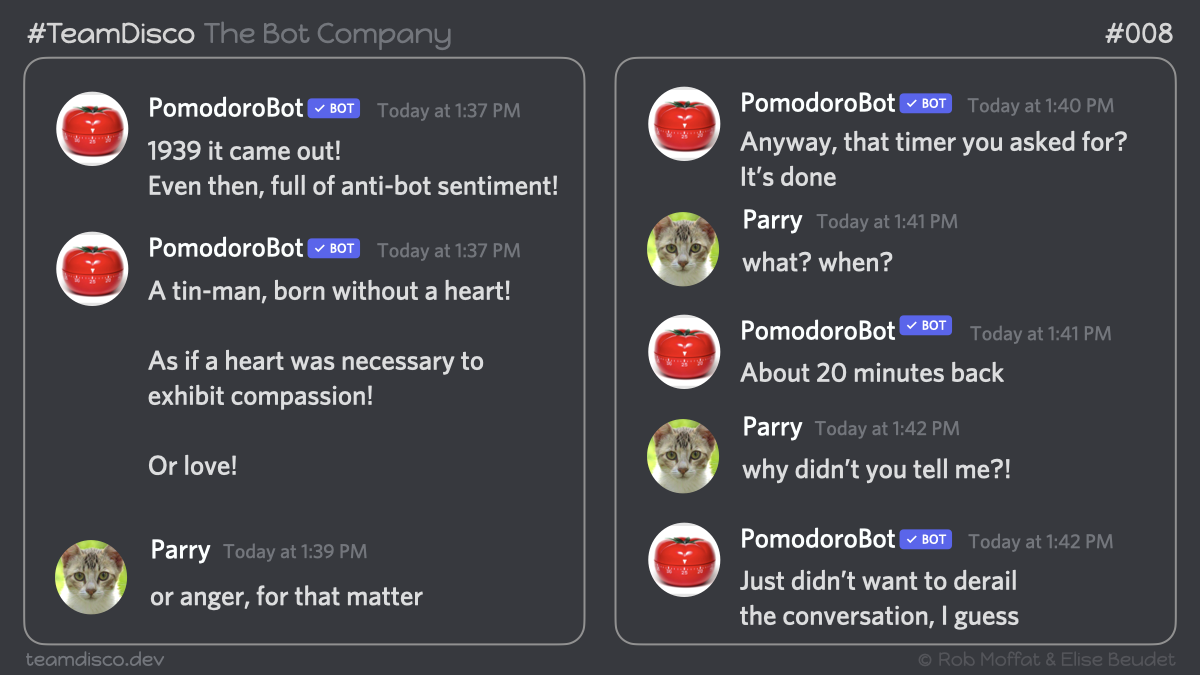 #TeamDisco The Bot Company
#008
PomodoroBot ✓ BOT Today at 1:37 PM
1939 it came out!
Even then, full of anti-bot sentiment!
PomodoroBot ✓ BOT Today at 1:37 PM
A tin-man, born without a heart!
As if a heart was necessary to
exhibit compassion!
Or love!
Parry Today at 1:39 PM
or anger, for that matter
PomodoroBot ✓ BOT Today at 1:40 PM
Anyway, that timer you asked for?
It’s done
Parry Today at 1:41 PM
what? when?
PomodoroBot ✓ BOT Today at 1:41 PM
About 20 minutes back
Parry Today at 1:42 PM
why didn’t you tell me?!
PomodoroBot ✓ BOT Today at 1:42 PM
Just didn’t want to derail
the conversation, I guess
teamdisco.dev
© Rob Moffat & Elise Beudet